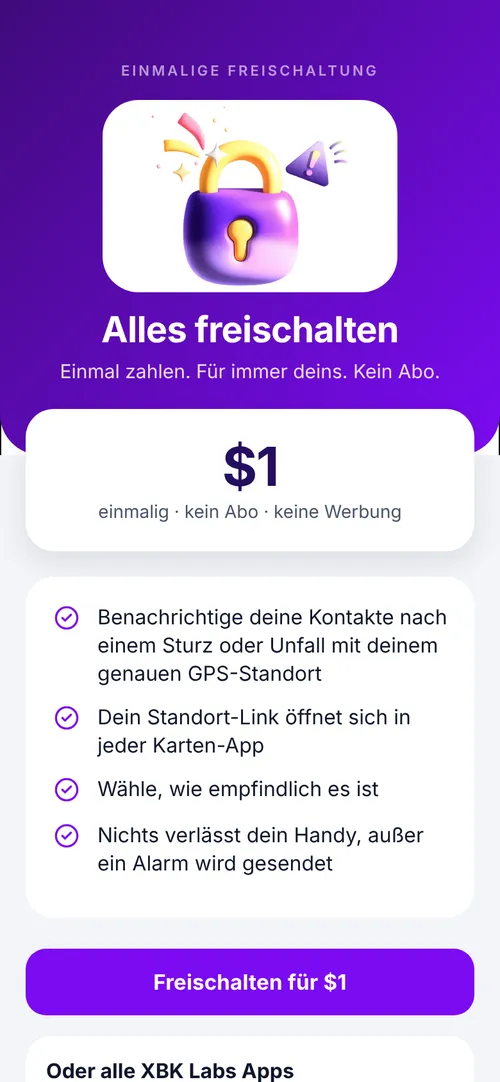 EINMALIGE FREISCHALTUNG
Alles freischalten
Einmal zahlen. Für immer deins. Kein Abo.
$1
einmalig · kein Abo · keine Werbung
Benachrichtige deine Kontakte nach
einem Sturz oder Unfall mit deinem
genauen GPS-Standort
Dein Standort-Link öffnet sich in
jeder Karten-App
Wähle, wie empfindlich es ist
Nichts verlässt dein Handy, außer
ein Alarm wird gesendet
Freischalten für $1
Oder alle XBK Labs Apps